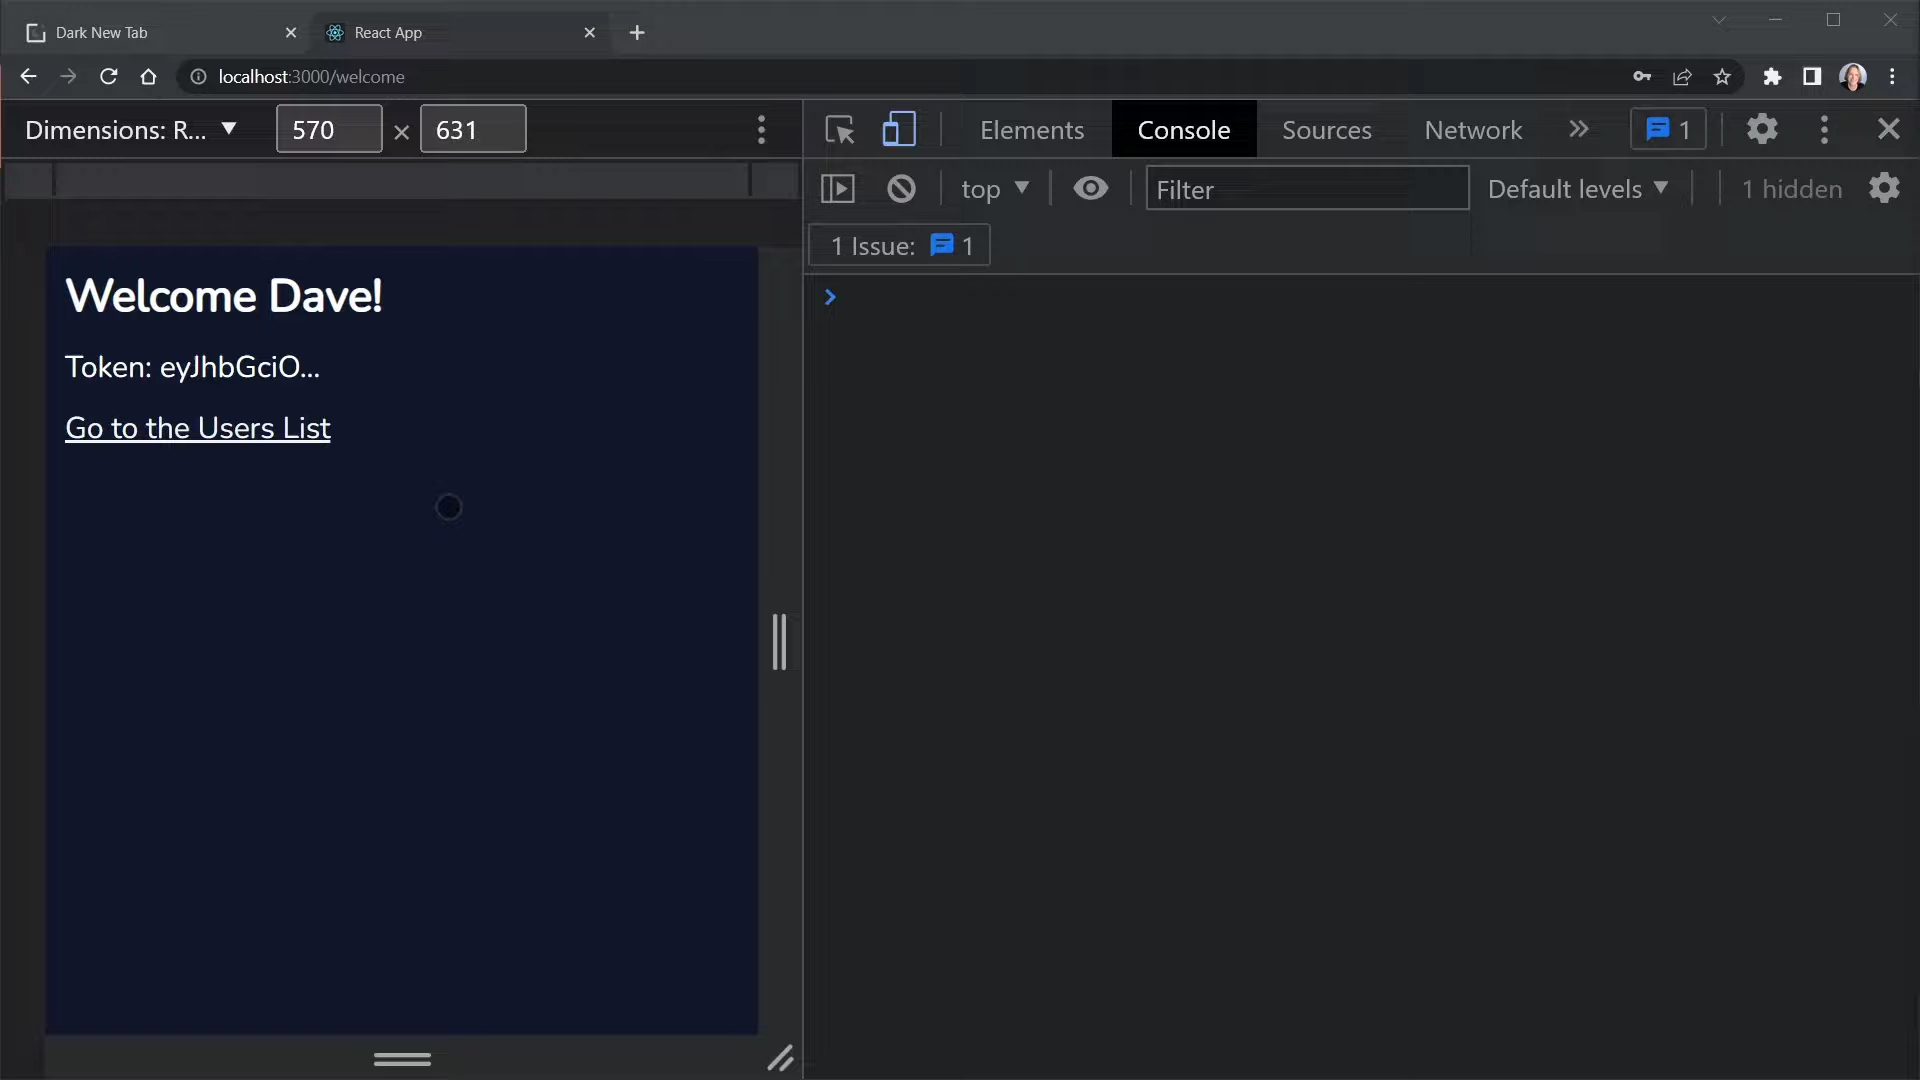 Dark New Tab
React App
localhost:3000/welcome
Dimensions: R... 570 × 631
Elements Console Sources Network 1
top Filter Default levels 1 hidden
1 Issue: 1
Welcome Dave!
Token: eyJhbGciO...
Go to the Users List